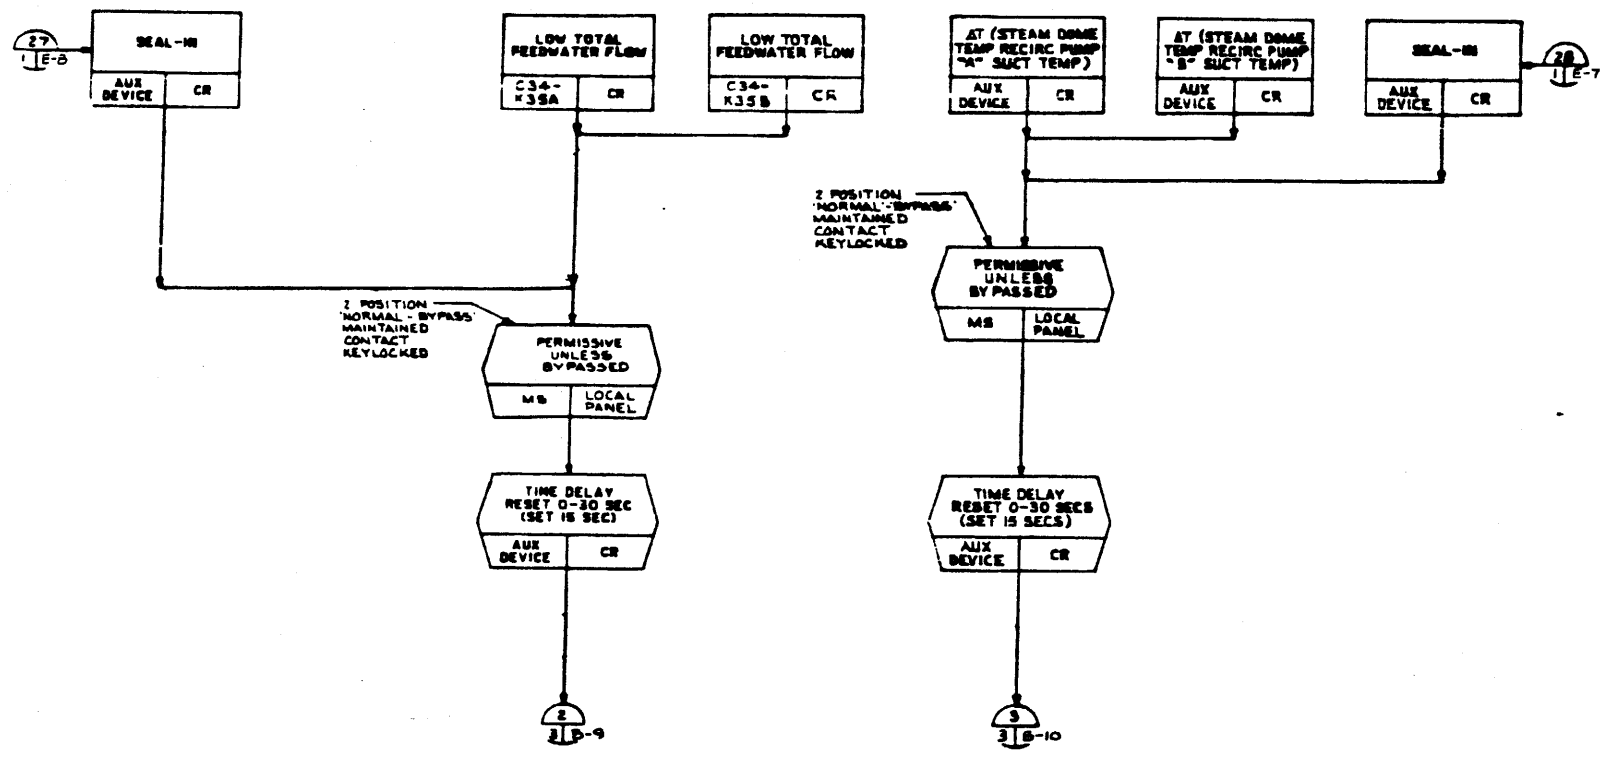 27
1 E-8
SEAL-IN
AUX
DEVICE
CR
LOW TOTAL
FEEDWATER FLOW
C34-
K35A
CR
LOW TOTAL
FEEDWATER FLOW
C34-
K35B
CR
ΔT (STEAM DOME
TEMP RECIRC PUMP
"A" SUCT TEMP)
AUX
DEVICE
CR
ΔT (STEAM DOME
TEMP RECIRC PUMP
"B" SUCT TEMP)
AUX
DEVICE
CR
SEAL-IN
AUX
DEVICE
CR
28
1 E-7
2 POSITION
'NORMAL - BYPASS'
MAINTAINED
CONTACT
KEYLOCKED
PERMISSIVE
UNLESS
BYPASSED
MS
LOCAL
PANEL
TIME DELAY
RESET 0-30 SEC
(SET 15 SEC)
AUX
DEVICE
CR
2
3 B-9
2 POSITION
'NORMAL'-BYPASS'
MAINTAINED
CONTACT
KEYLOCKED
PERMISSIVE
UNLESS
BYPASSED
MS
LOCAL
PANEL
TIME DELAY
RESET 0-30 SECS
(SET 15 SECS)
AUX
DEVICE
CR
3
3 B-10